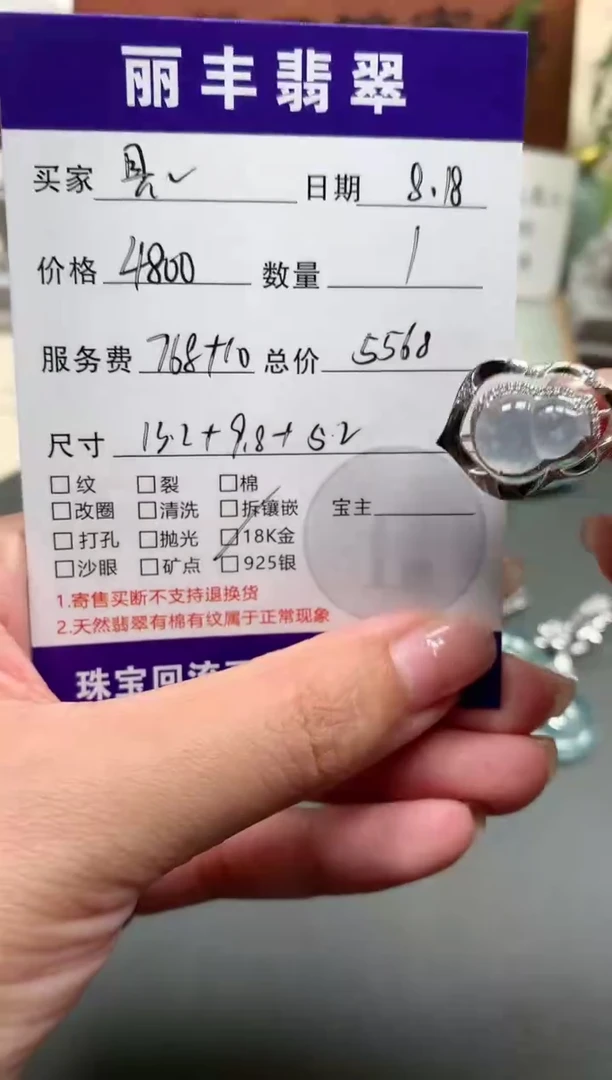 丽丰翡翠
买家 日期 8.18
价格 4800 数量 1
服务费 768+10 总价 5568
尺寸 15.2+9.8+5.2
□纹 □裂 □棉
□改圈 □清洗 □拆镶嵌 宝主
□打孔 □抛光 □18K金
□沙眼 □矿点 □925银
1.寄售买断不支持退换货
2.天然翡翠有棉有纹属于正常现象
珠宝回流